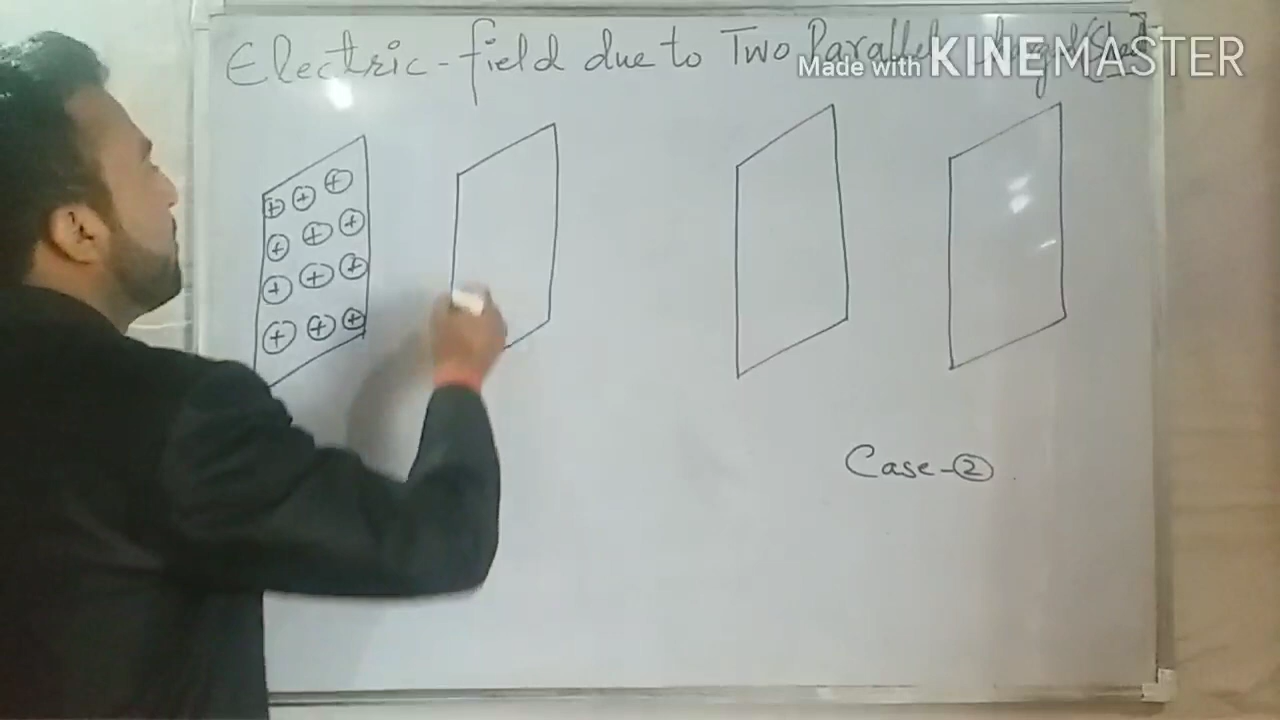 Electric-field due to Two Parallel
Made with KINEMASTER
+ + +
+ + +
+ + +
+ + +
Case-②